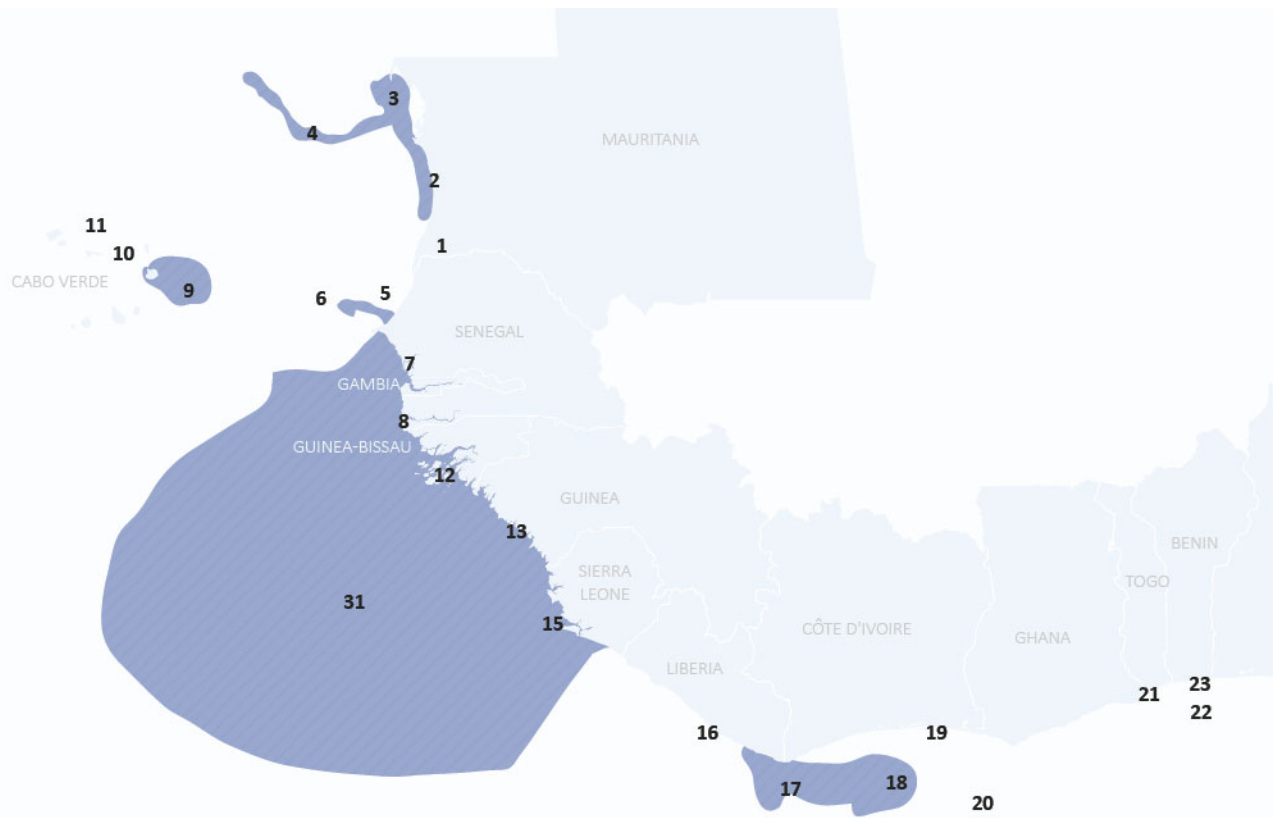 3
4
MAURITANIA
2
11
1
10
CABO VERDE
9
6
5
SENEGAL
7
GAMBIA
8
GUINEA-BISSAU
12
GUINEA
13
BENIN
SIERRA
LEONE
TOGO
31
15
CÔTE D'IVOIRE
GHANA
LIBERIA
21
23
22
16
19
17
18
20